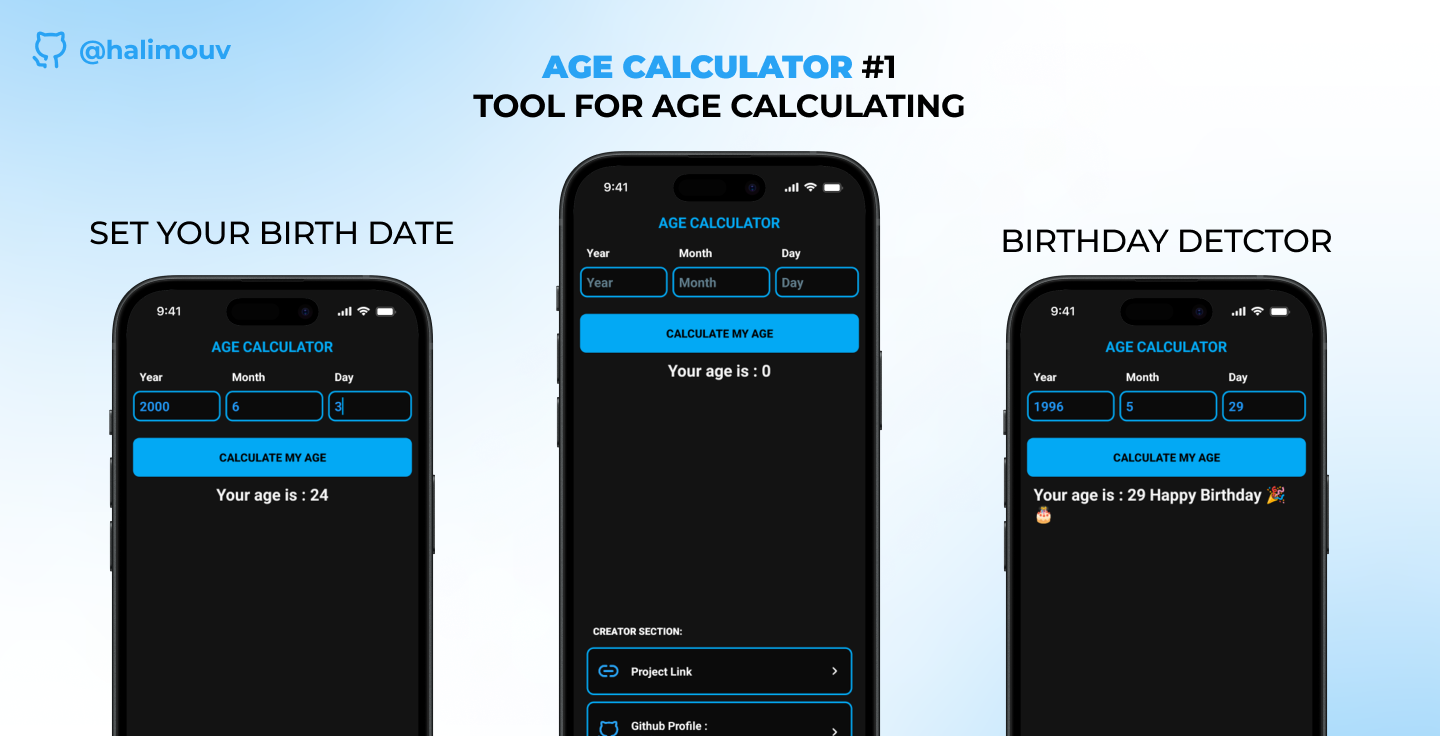 @halimouv
AGE CALCULATOR #1
TOOL FOR AGE CALCULATING
SET YOUR BIRTH DATE
9:41
AGE CALCULATOR
Year Month Day
2000 6 3
CALCULATE MY AGE
Your age is : 24
9:41
AGE CALCULATOR
Year Month Day
Year Month Day
CALCULATE MY AGE
Your age is : 0
CREATOR SECTION:
Project Link
Github Profile :
BIRTHDAY DETCTOR
9:41
AGE CALCULATOR
Year Month Day
1996 5 29
CALCULATE MY AGE
Your age is : 29 Happy Birthday 🎉
🎂